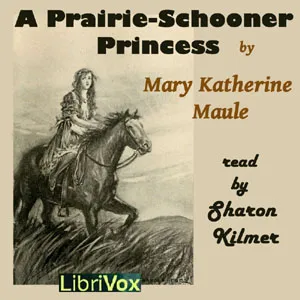 A Prairie-Schooner
Princess by
Mary Katherine
Maule
read
by
Sharon
Kilmer
LibriVox